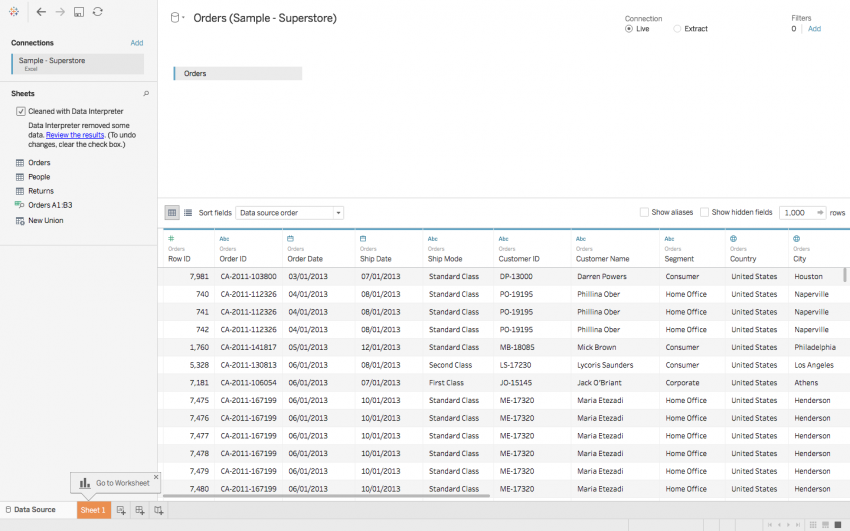 Orders (Sample - Superstore)
Connection
Live
Extract
Filters
0
Add
Connections
Add
Sample - Superstore
Excel
Sheets
Cleaned with Data Interpreter
Data Interpreter removed some
data. Review the results. (To undo
changes, clear the check box.)
Orders
People
Returns
Orders A1:B3
New Union
Orders
Sort fields
Data source order
Show aliases
Show hidden fields
1,000
rows
# Abc Abc Abc Abc Abc
Orders Orders Orders Orders Orders Orders Orders Orders Orders Orders
Row ID Order ID Order Date Ship Date Ship Mode Customer ID Customer Name Segment Country City
7,981 CA-2011-103800 03/01/2013 07/01/2013 Standard Class DP-13000 Darren Powers Consumer United States Houston
740 CA-2011-112326 04/01/2013 08/01/2013 Standard Class PO-19195 Phillina Ober Home Office United States Naperville
741 CA-2011-112326 04/01/2013 08/01/2013 Standard Class PO-19195 Phillina Ober Home Office United States Naperville
742 CA-2011-112326 04/01/2013 08/01/2013 Standard Class PO-19195 Phillina Ober Home Office United States Naperville
1,760 CA-2011-141817 05/01/2013 12/01/2013 Standard Class MB-18085 Mick Brown Consumer United States Philadelphia
5,328 CA-2011-130813 06/01/2013 08/01/2013 Second Class LS-17230 Lycoris Saunders Consumer United States Los Angeles
7,181 CA-2011-106054 06/01/2013 07/01/2013 First Class JO-15145 Jack O'Briant Corporate United States Athens
7,475 CA-2011-167199 06/01/2013 10/01/2013 Standard Class ME-17320 Maria Etezadi Home Office United States Henderson
7,476 CA-2011-167199 06/01/2013 10/01/2013 Standard Class ME-17320 Maria Etezadi Home Office United States Henderson
7,477 CA-2011-167199 06/01/2013 10/01/2013 Standard Class ME-17320 Maria Etezadi Home Office United States Henderson
7,478 CA-2011-167199 06/01/2013 10/01/2013 Standard Class ME-17320 Maria Etezadi Home Office United States Henderson
7,479 CA-2011-167199 06/01/2013 10/01/2013 Standard Class ME-17320 Maria Etezadi Home Office United States Henderson
7,480 CA-2011-167199 06/01/2013 10/01/2013 Standard Class ME-17320 Maria Etezadi Home Office United States Henderson
Go to Worksheet
Data Source
Sheet 1